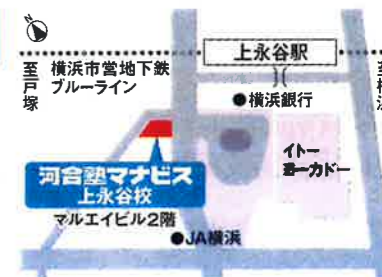 上永谷駅
至戸塚
横浜市営地下鉄
ブルーライン
●横浜銀行
イトー
ヨーカドー
河合塾マナビス
上永谷校
マルエイビル2階
●JA横浜